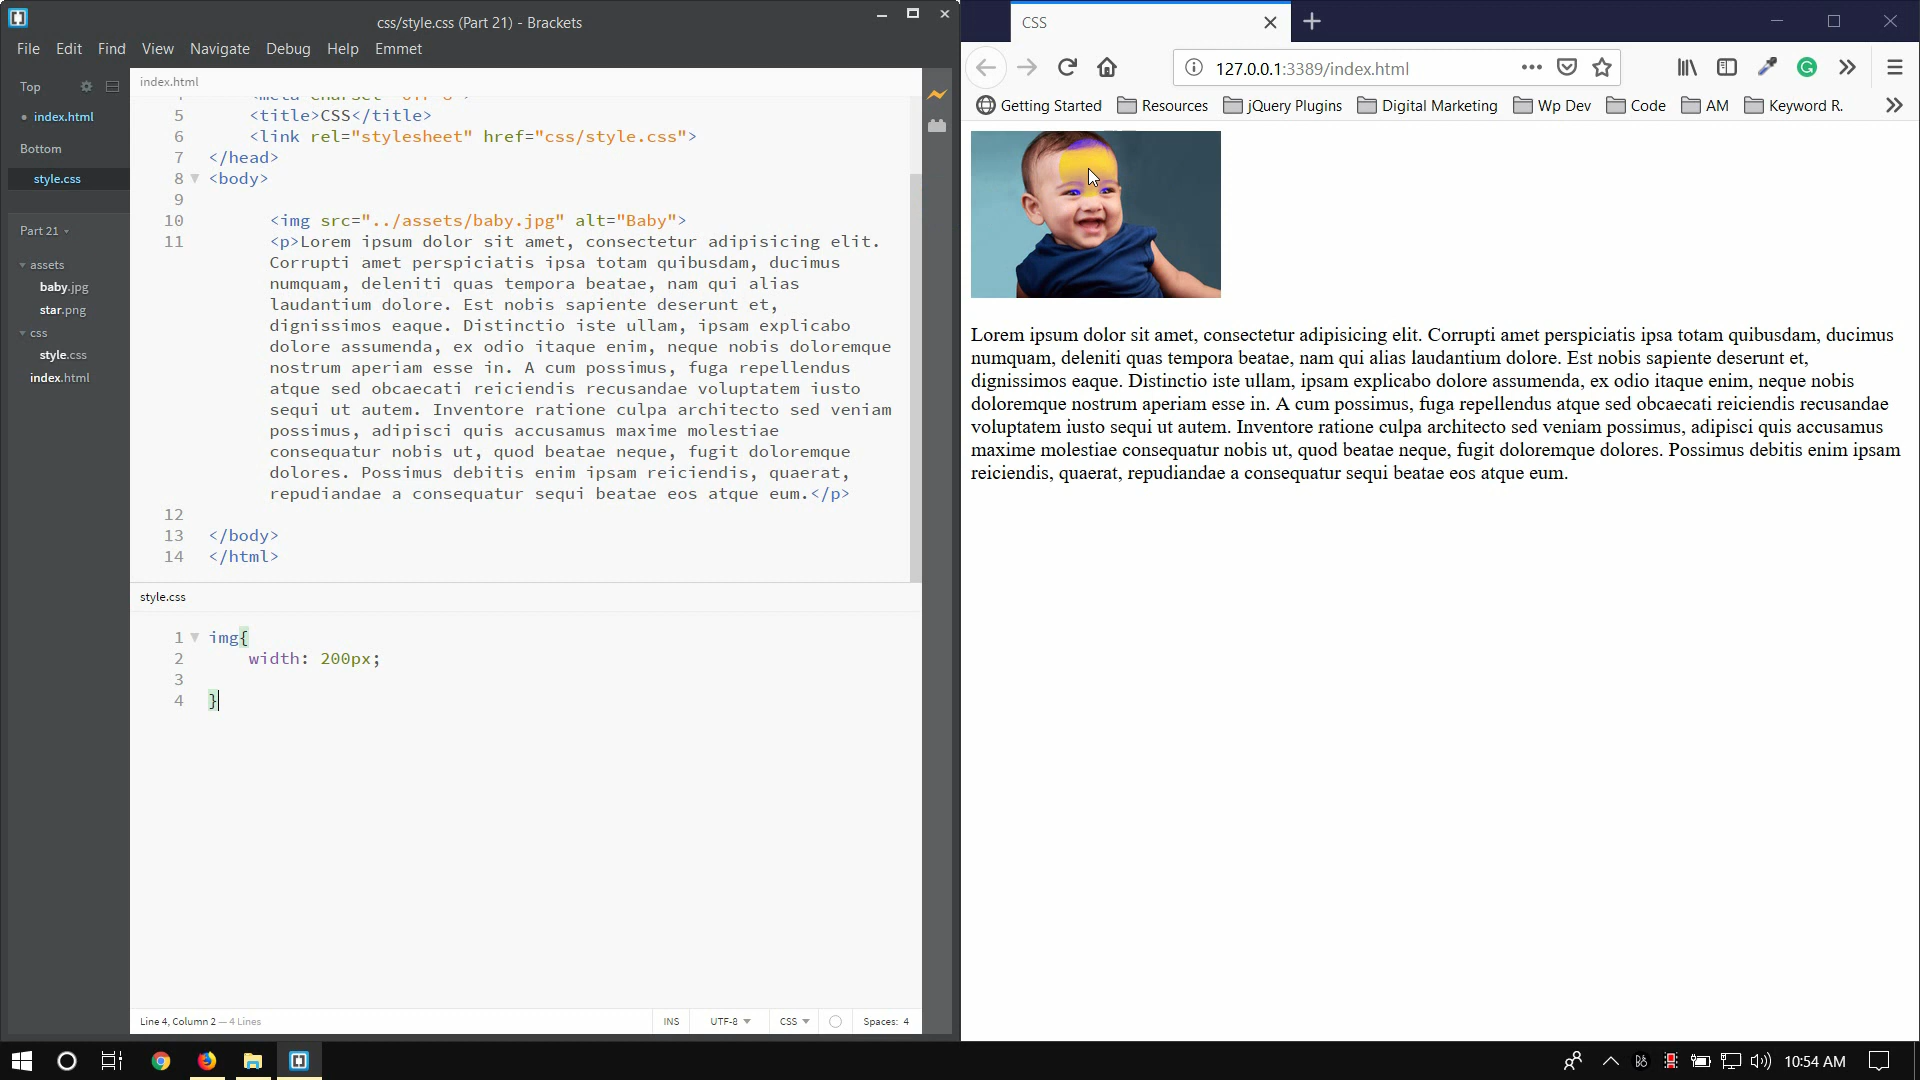 css/style.css (Part 21) - Brackets
File Edit Find View Navigate Debug Help Emmet
Top
index.html
Bottom
style.css
Part 21
assets
baby.jpg
star.png
css
style.css
index.html
index.html
5 <title>CSS</title>
6 <link rel="stylesheet" href="css/style.css">
7 </head>
8 <body>
9
10 <img src="../assets/baby.jpg" alt="Baby">
11 <p>Lorem ipsum dolor sit amet, consectetur adipisicing elit.
Corrupti amet perspiciatis ipsa totam quibusdam, ducimus
numquam, deleniti quas tempora beatae, nam qui alias
laudantium dolore. Est nobis sapiente deserunt et,
dignissimos eaque. Distinctio iste ullam, ipsam explicabo
dolore assumenda, ex odio itaque enim, neque nobis doloremque
nostrum aperiam esse in. A cum possimus, fuga repellendus
atque sed obcaecati reiciendis recusandae voluptatem iusto
sequi ut autem. Inventore ratione culpa architecto sed veniam
possimus, adipisci quis accusamus maxime molestiae
consequatur nobis ut, quod beatae neque, fugit doloremque
dolores. Possimus debitis enim ipsam reiciendis, quaerat,
repudiandae a consequatur sequi beatae eos atque eum.</p>
12
13 </body>
14 </html>
style.css
1 img{
2 width: 200px;
3
4 }
Line 4, Column 2 — 4 Lines
INS UTF-8 CSS Spaces: 4
CSS
127.0.0.1:3389/index.html
Getting Started Resources jQuery Plugins Digital Marketing Wp Dev Code AM Keyword R.
Lorem ipsum dolor sit amet, consectetur adipisicing elit. Corrupti amet perspiciatis ipsa totam quibusdam, ducimus
numquam, deleniti quas tempora beatae, nam qui alias laudantium dolore. Est nobis sapiente deserunt et,
dignissimos eaque. Distinctio iste ullam, ipsam explicabo dolore assumenda, ex odio itaque enim, neque nobis
doloremque nostrum aperiam esse in. A cum possimus, fuga repellendus atque sed obcaecati reiciendis recusandae
voluptatem iusto sequi ut autem. Inventore ratione culpa architecto sed veniam possimus, adipisci quis accusamus
maxime molestiae consequatur nobis ut, quod beatae neque, fugit doloremque dolores. Possimus debitis enim ipsam
reiciendis, quaerat, repudiandae a consequatur sequi beatae eos atque eum.
10:54 AM